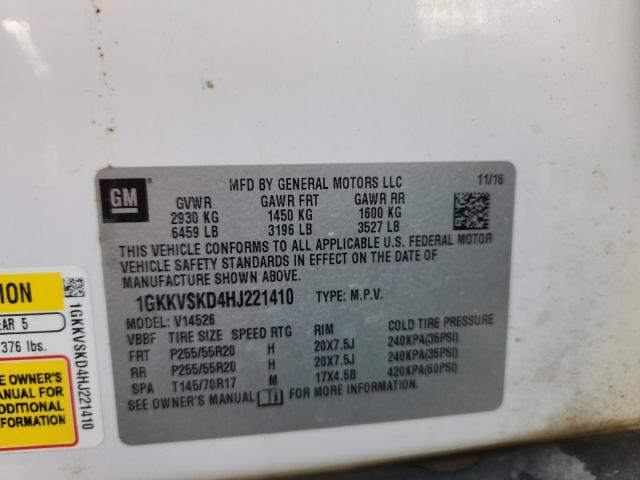 GM
MFD BY GENERAL MOTORS LLC
11/16
GVWR GAWR FRT GAWR RR
2930 KG 1450 KG 1600 KG
6459 LB 3196 LB 3527 LB
THIS VEHICLE CONFORMS TO ALL APPLICABLE U.S. FEDERAL MOTOR
VEHICLE SAFETY STANDARDS IN EFFECT ON THE DATE OF
MANUFACTURE SHOWN ABOVE.
1GKKVSKD4HJ221410 TYPE: M.P.V.
MODEL: V14526
VBBF TIRE SIZE SPEED RTG RIM COLD TIRE PRESSURE
FRT P255/55R20 H 20X7.5J 240KPA(35PSI)
RR P255/55R20 H 20X7.5J 240KPA(35PSI)
SPA T145/70R17 M 17X4.5B 420KPA(60PSI)
SEE OWNER'S MANUAL FOR MORE INFORMATION
ION
EAR 5
376 lbs.
E OWNER'S
ANUAL FOR
DDITIONAL
FORMATION
1GKKVSKD4HJ221410